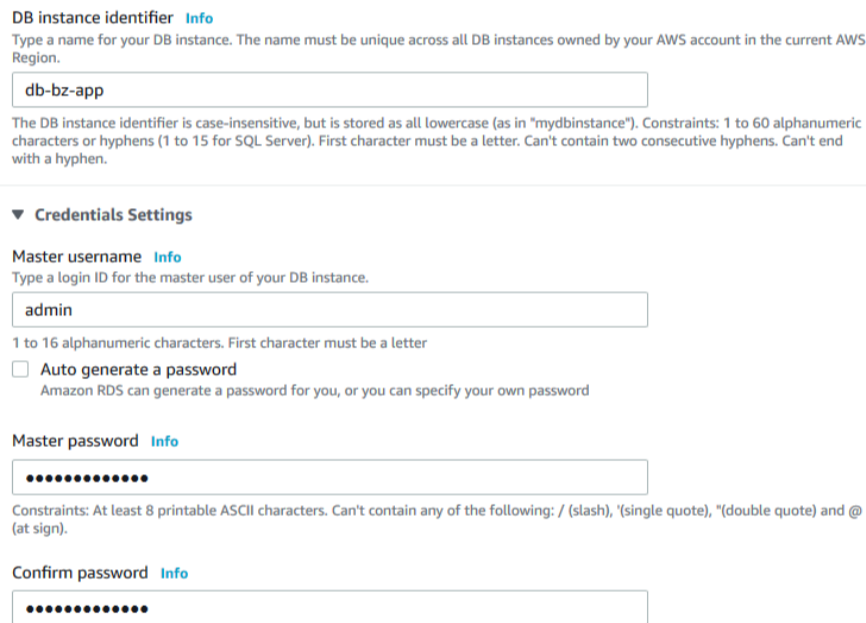 DB instance identifier Info
Type a name for your DB instance. The name must be unique across all DB instances owned by your AWS account in the current AWS
Region.
db-bz-app
The DB instance identifier is case-insensitive, but is stored as all lowercase (as in "mydbinstance"). Constraints: 1 to 60 alphanumeric
characters or hyphens (1 to 15 for SQL Server). First character must be a letter. Can't contain two consecutive hyphens. Can't end
with a hyphen.
▼ Credentials Settings
Master username Info
Type a login ID for the master user of your DB instance.
admin
1 to 16 alphanumeric characters. First character must be a letter
Auto generate a password
Amazon RDS can generate a password for you, or you can specify your own password
Master password Info
•••••••••••••
Constraints: At least 8 printable ASCII characters. Can't contain any of the following: / (slash), '(single quote), "(double quote) and @
(at sign).
Confirm password Info
•••••••••••••